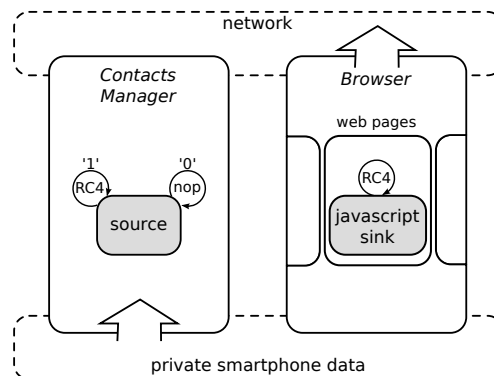 network
Contacts
Manager
Browser
web pages
'1'
'0'
RC4
nop
RC4
source
javascript
sink
private smartphone data